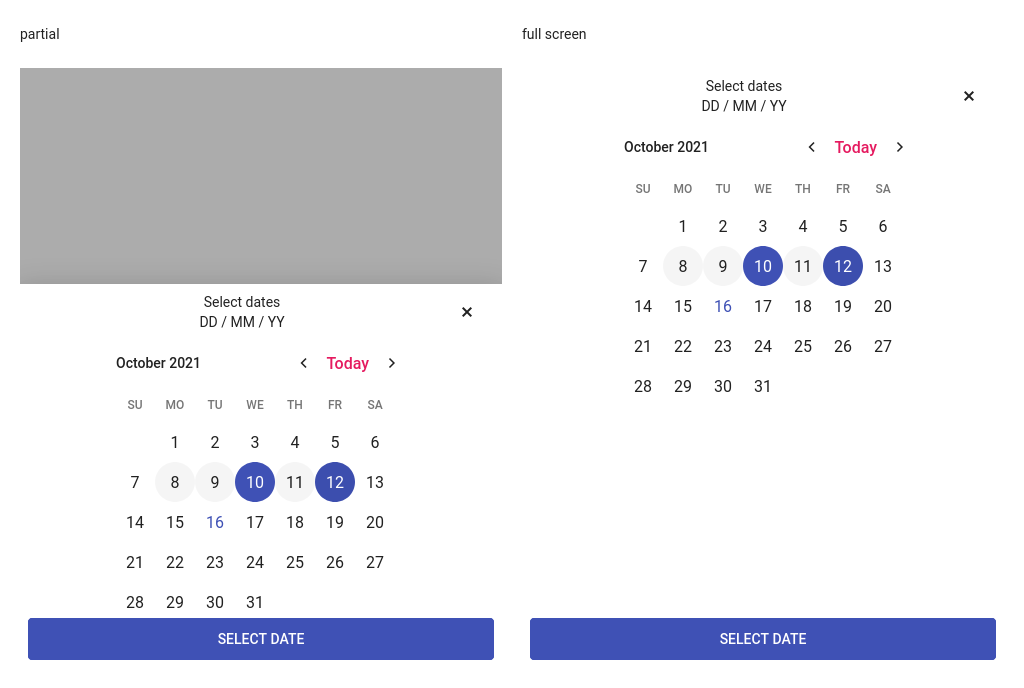 partial
Select dates
DD / MM / YY
October 2021 Today
SU MO TU WE TH FR SA
1 2 3 4 5 6
7 8 9 10 11 12 13
14 15 16 17 18 19 20
21 22 23 24 25 26 27
28 29 30 31
SELECT DATE
full screen
Select dates
DD / MM / YY
October 2021 Today
SU MO TU WE TH FR SA
1 2 3 4 5 6
7 8 9 10 11 12 13
14 15 16 17 18 19 20
21 22 23 24 25 26 27
28 29 30 31
SELECT DATE